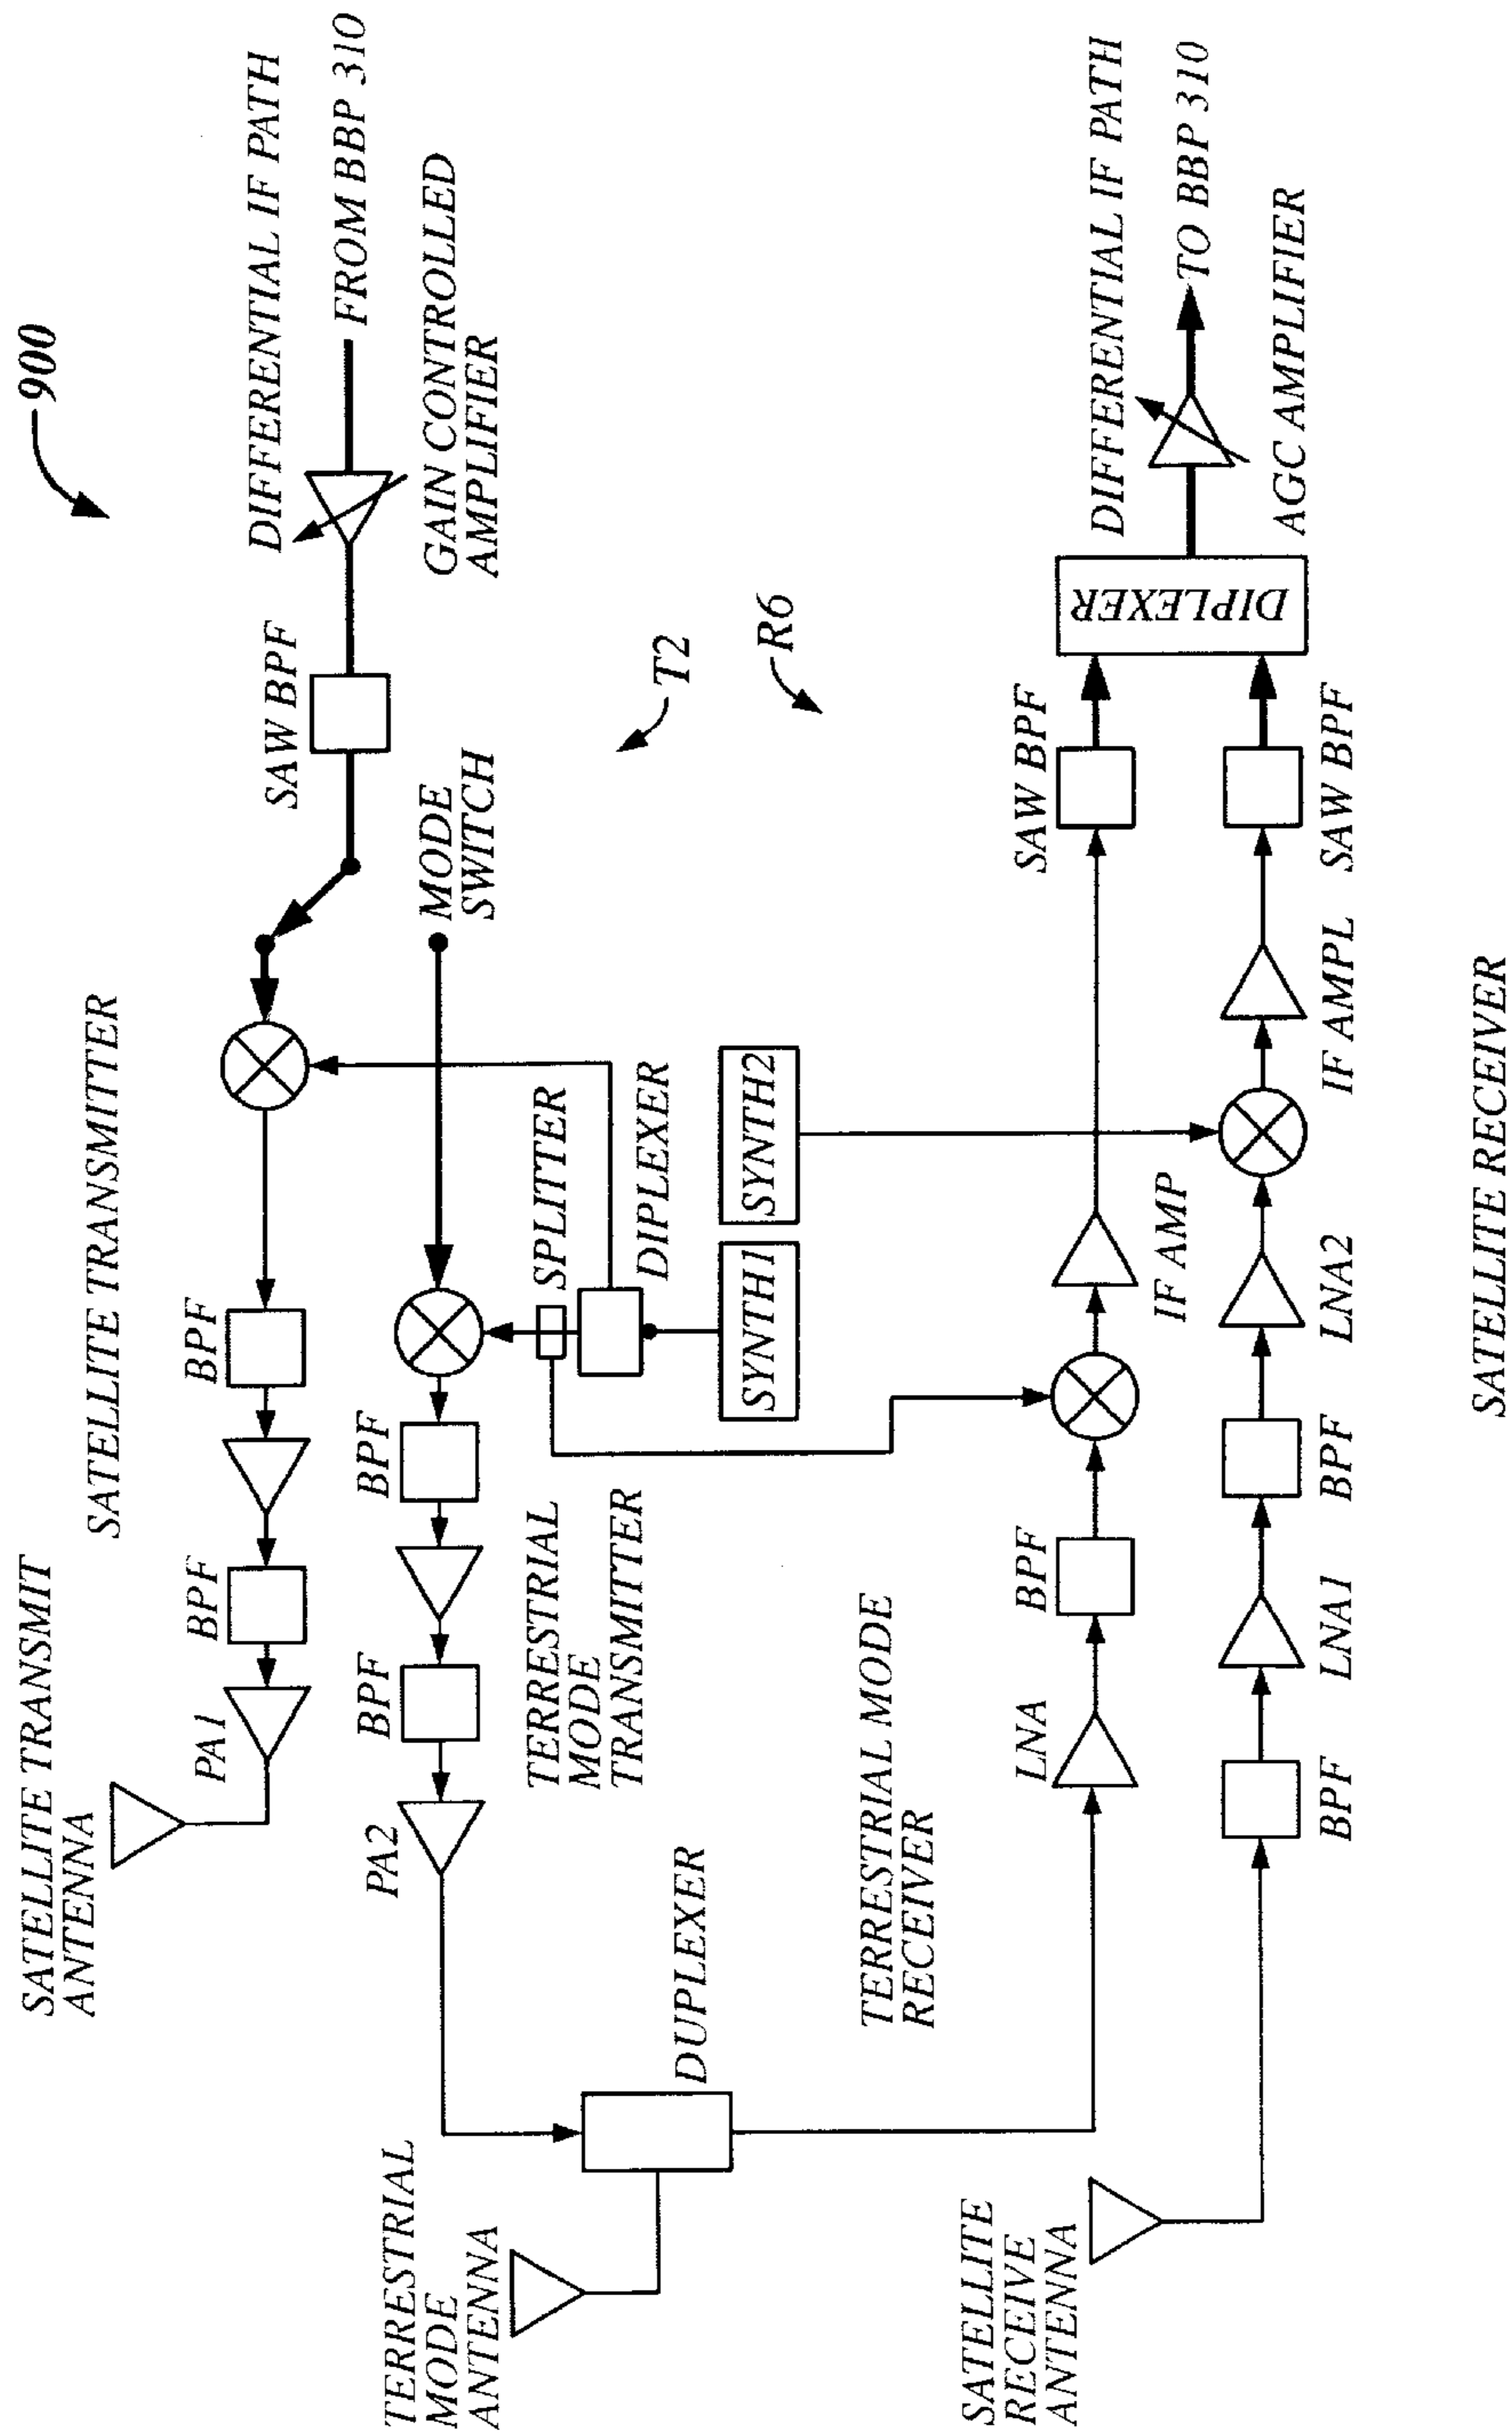 900
SATELLITE TRANSMIT
ANTENNA
SATELLITE TRANSMITTER
DIFFERENTIAL IF PATH
FROM BBP 310
PA1
BPF
BPF
SAW BPF
GAIN CONTROLLED
AMPLIFIER
MODE
SWITCH
PA2
BPF
BPF
TERRESTRIAL
MODE
TRANSMITTER
SPLITTER
DIPLEXER
T2
TERRESTRIAL
MODE
ANTENNA
DUPLEXER
SYNTH1
SYNTH2
R6
TERRESTRIAL MODE
RECEIVER
LNA
BPF
IF AMP
SAW BPF
DIPLEXER
DIFFERENTIAL IF PATH
TO BBP 310
AGC AMPLIFIER
SATELLITE
RECEIVE
ANTENNA
BPF
LNA1
BPF
LNA2
IF AMPL
SAW BPF
SATELLITE RECEIVER